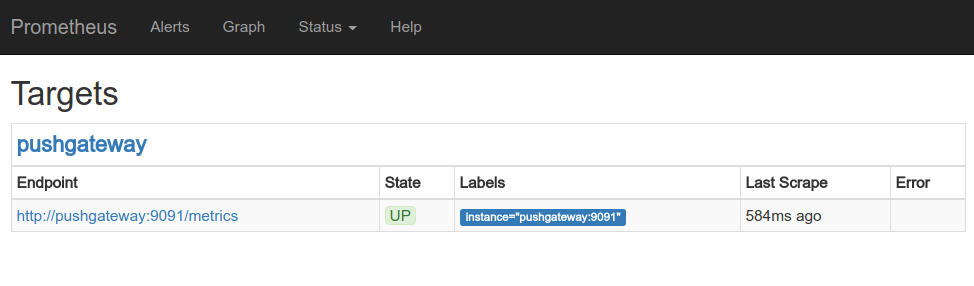 Prometheus Alerts Graph Status Help
Targets
pushgateway
Endpoint State Labels Last Scrape Error
http://pushgateway:9091/metrics UP instance="pushgateway:9091" 584ms ago